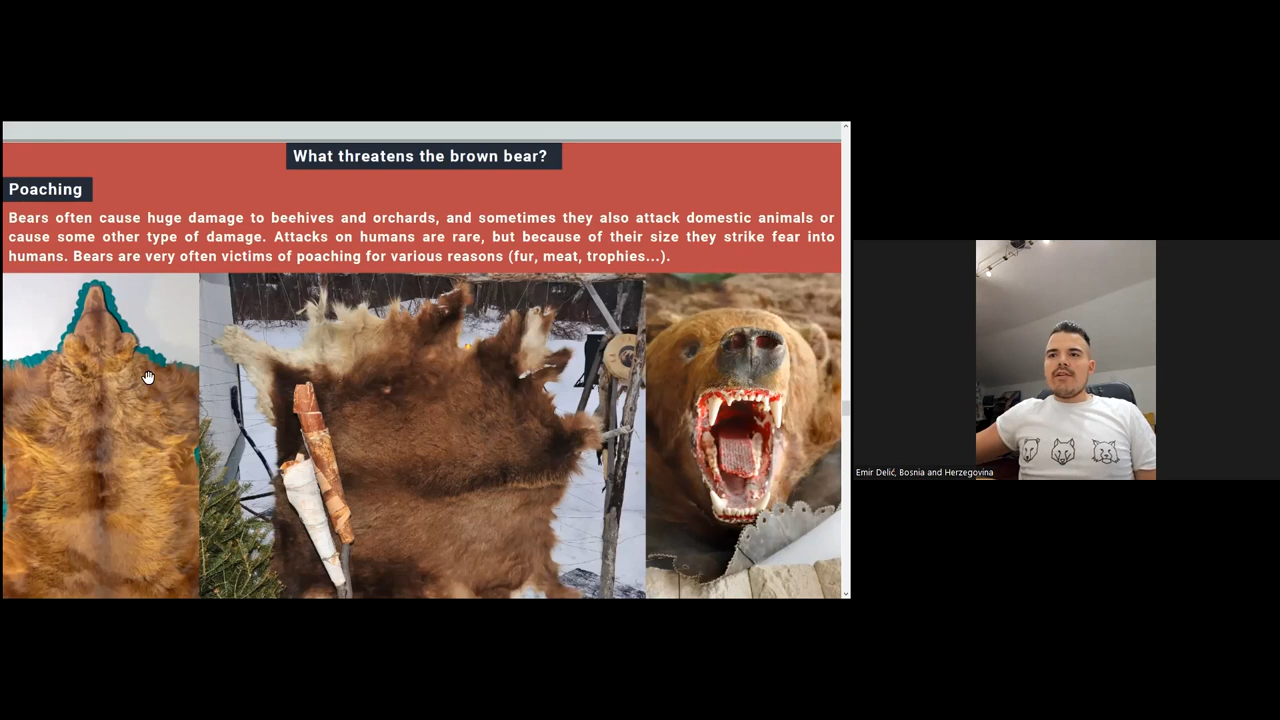 What threatens the brown bear?
Poaching
Bears often cause huge damage to beehives and orchards, and sometimes they also attack domestic animals or
cause some other type of damage. Attacks on humans are rare, but because of their size they strike fear into
humans. Bears are very often victims of poaching for various reasons (fur, meat, trophies...).
Emir Delić, Bosnia and Herzegovina